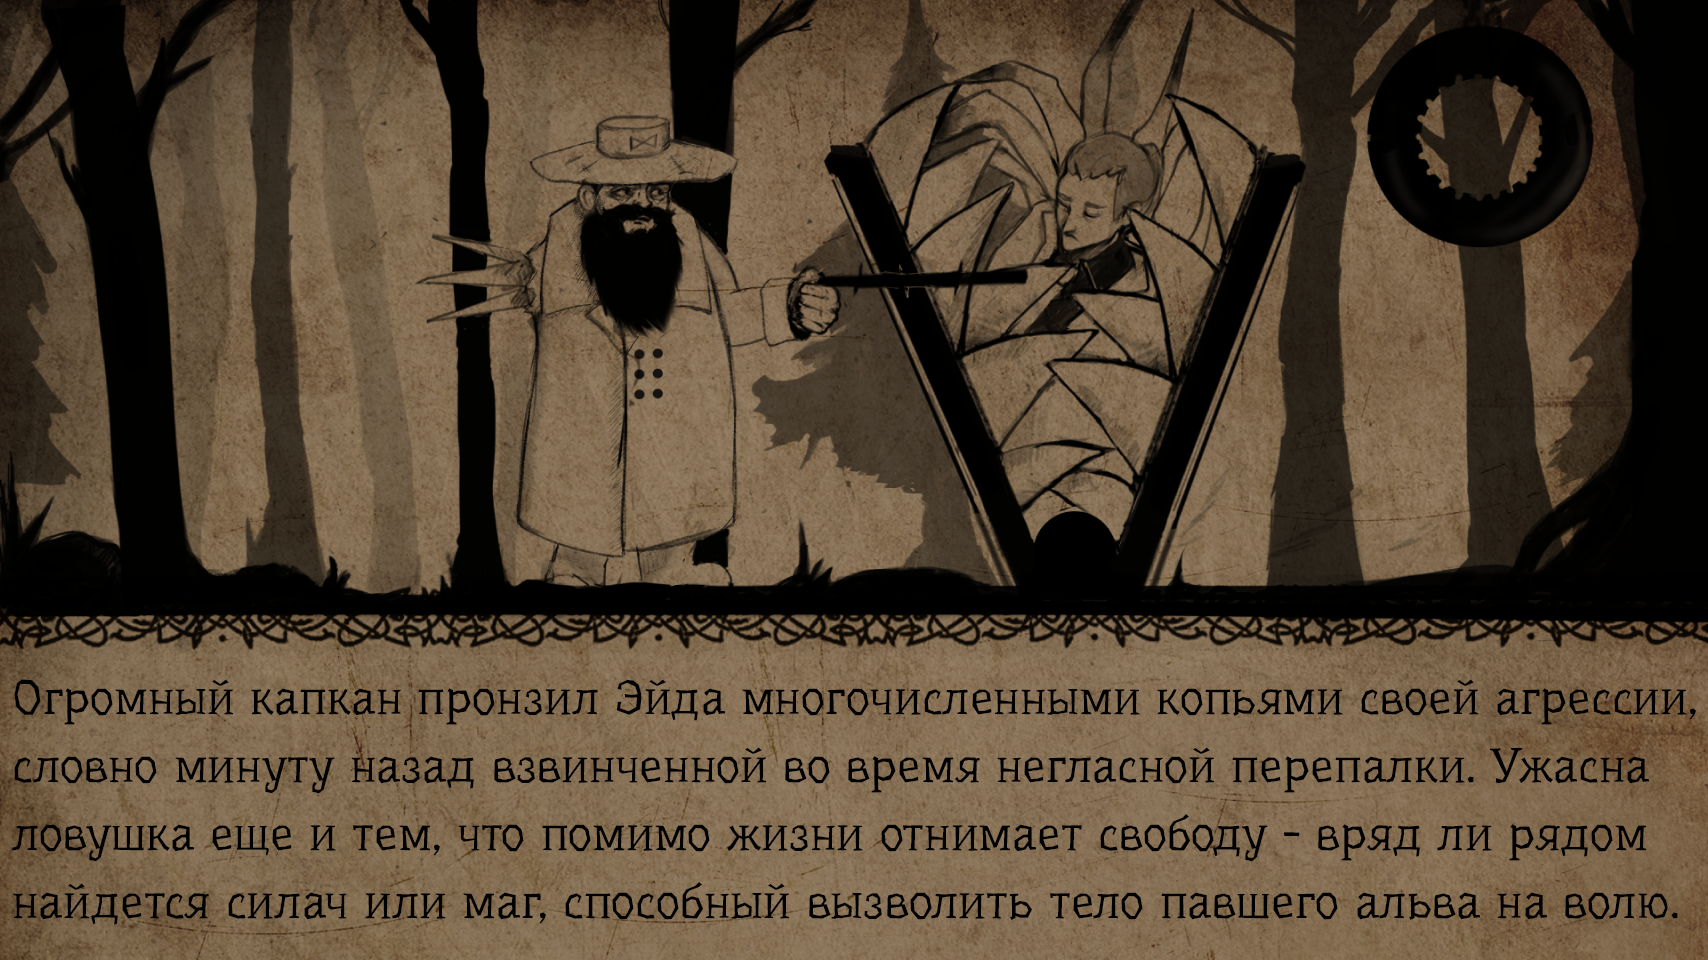 Огромный капкан пронзил Эйда многочисленными копьями своей агрессии,
словно минуту назад взвинченной во время негласной перепалки. Ужасна
ловушка еще и тем, что помимо жизни отнимает свободу - вряд ли рядом
найдется силач или маг, способный вызволить тело павшего альва на волю.